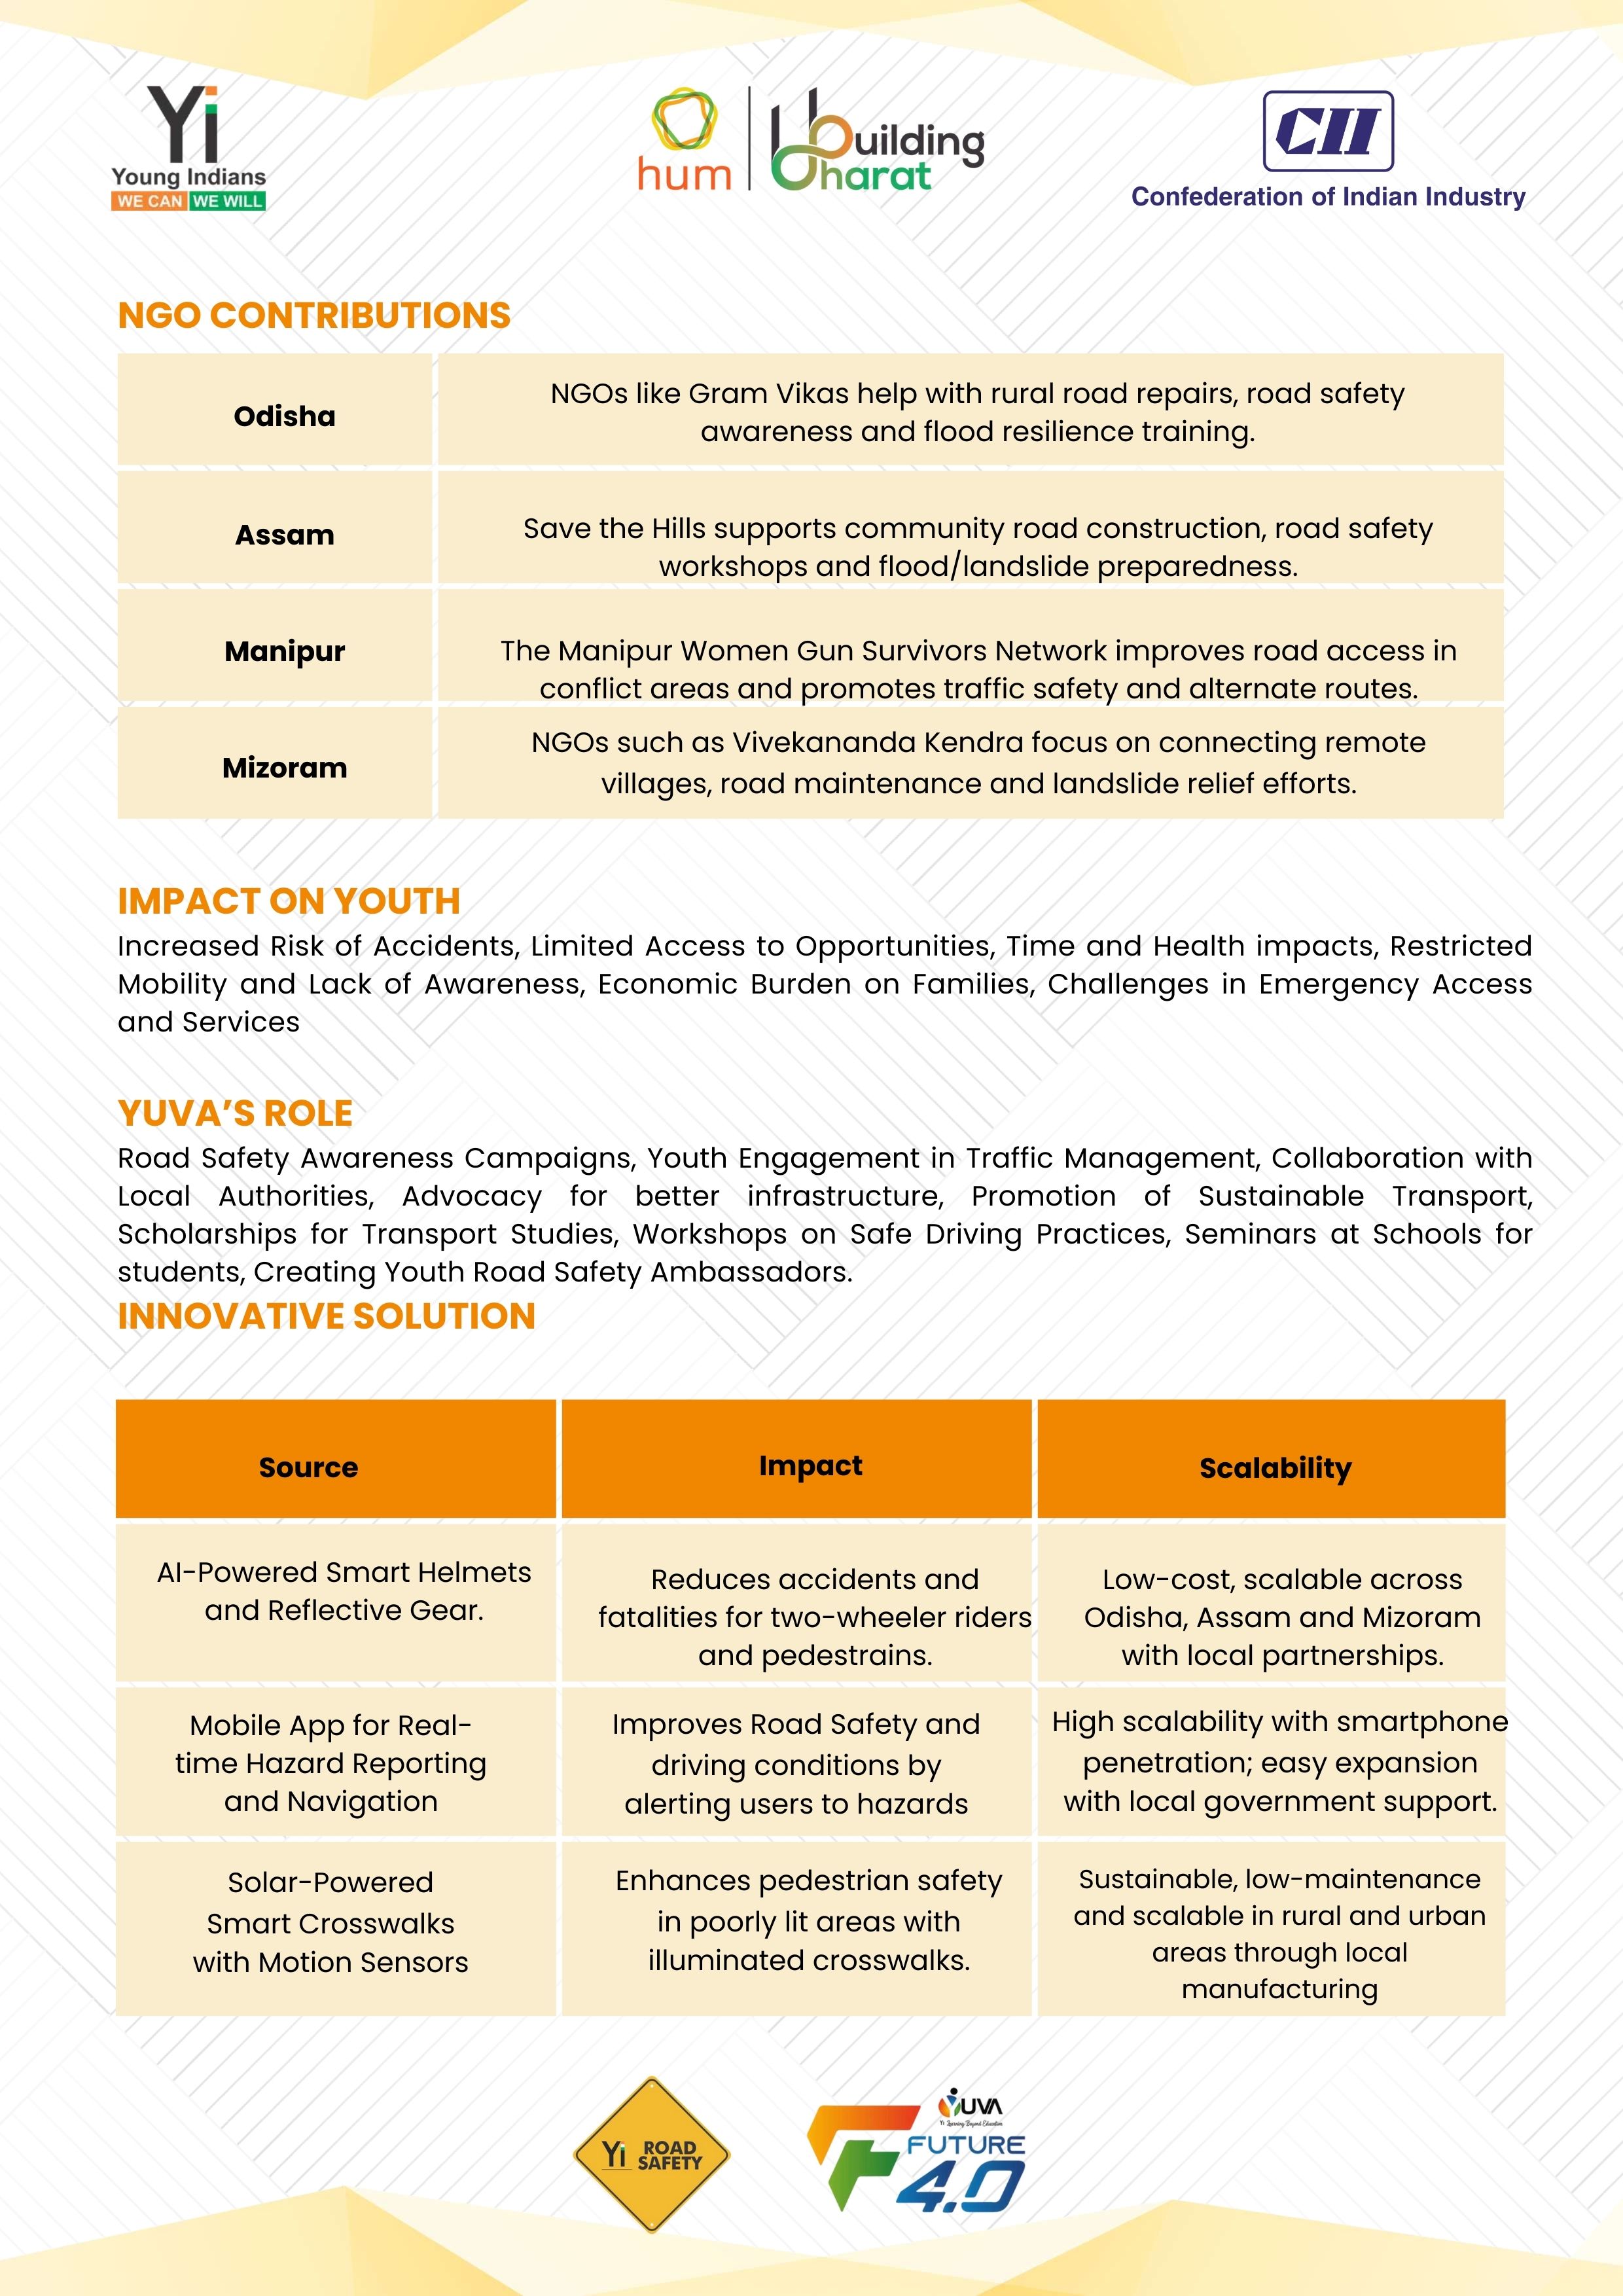 Yi
Young Indians
WE CAN WE WILL
hum
Building
Bharat
CII
Confederation of Indian Industry
NGO CONTRIBUTIONS
Odisha
NGOs like Gram Vikas help with rural road repairs, road safety
awareness and flood resilience training.
Assam
Save the Hills supports community road construction, road safety
workshops and flood/landslide preparedness.
Manipur
The Manipur Women Gun Survivors Network improves road access in
conflict areas and promotes traffic safety and alternate routes.
Mizoram
NGOs such as Vivekananda Kendra focus on connecting remote
villages, road maintenance and landslide relief efforts.
IMPACT ON YOUTH
Increased Risk of Accidents, Limited Access to Opportunities, Time and Health impacts, Restricted
Mobility and Lack of Awareness, Economic Burden on Families, Challenges in Emergency Access
and Services
YUVA’S ROLE
Road Safety Awareness Campaigns, Youth Engagement in Traffic Management, Collaboration with
Local Authorities, Advocacy for better infrastructure, Promotion of Sustainable Transport,
Scholarships for Transport Studies, Workshops on Safe Driving Practices, Seminars at Schools for
students, Creating Youth Road Safety Ambassadors.
INNOVATIVE SOLUTION
Source
Impact
Scalability
AI-Powered Smart Helmets
and Reflective Gear.
Reduces accidents and
fatalities for two-wheeler riders
and pedestrains.
Low-cost, scalable across
Odisha, Assam and Mizoram
with local partnerships.
Mobile App for Real-
time Hazard Reporting
and Navigation
Improves Road Safety and
driving conditions by
alerting users to hazards
High scalability with smartphone
penetration; easy expansion
with local government support.
Solar-Powered
Smart Crosswalks
with Motion Sensors
Enhances pedestrian safety
in poorly lit areas with
illuminated crosswalks.
Sustainable, low-maintenance
and scalable in rural and urban
areas through local
manufacturing
Yi ROAD
SAFETY
YUVA
Yi Learning Beyond Education
FUTURE
4.0